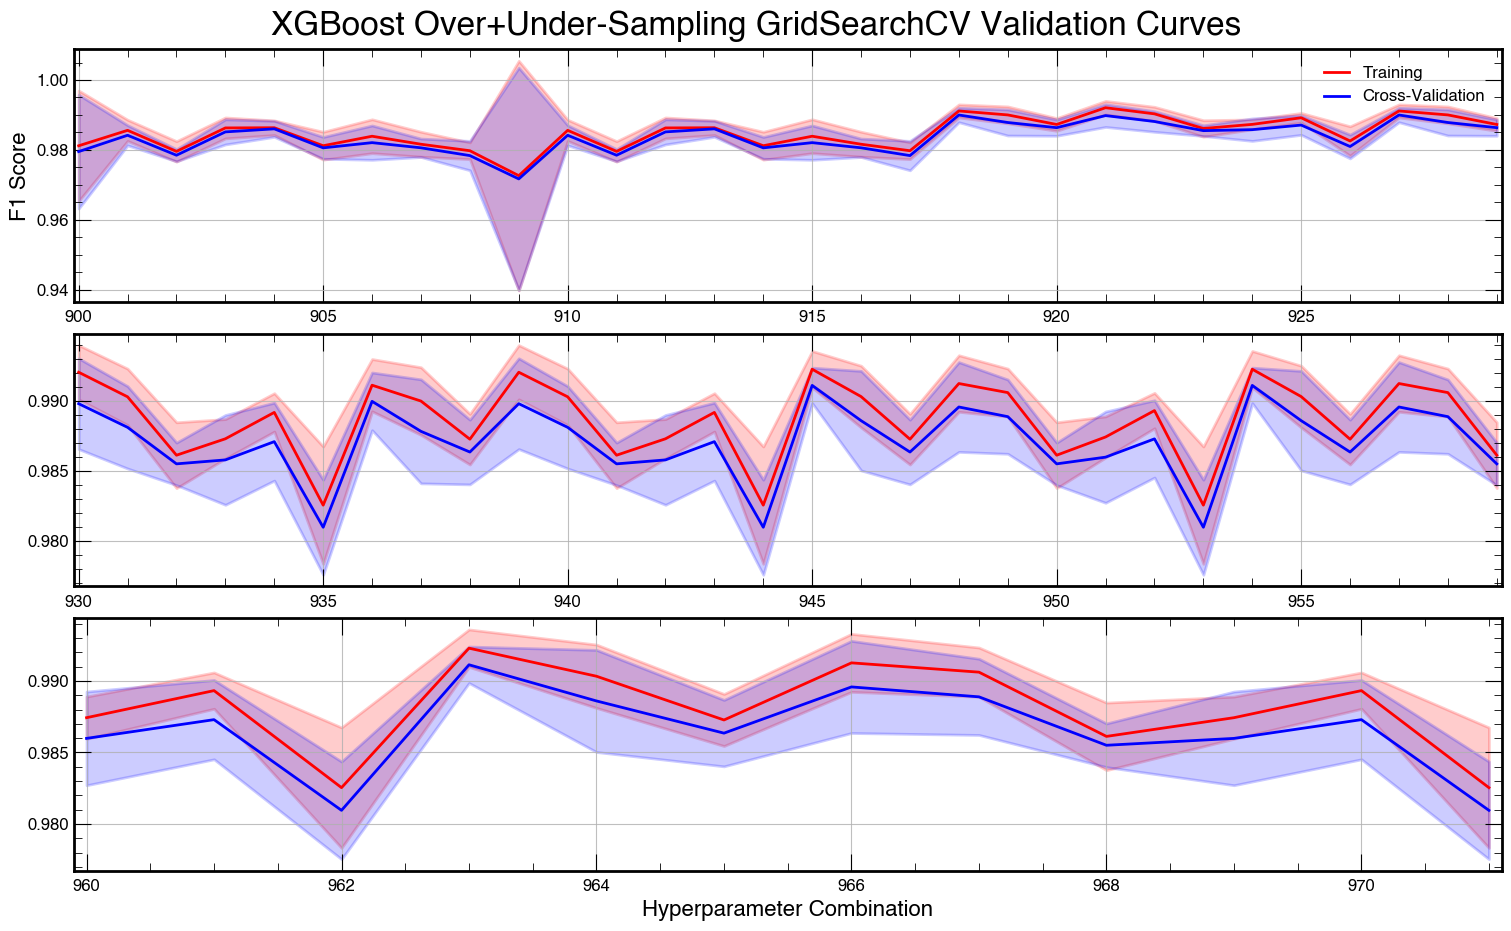 XGBoost Over+Under-Sampling GridSearchCV Validation Curves
1.00
0.98
0.96
0.94
F1 Score
Training
Cross-Validation
900 905 910 915 920 925
0.990
0.985
0.980
930 935 940 945 950 955
0.990
0.985
0.980
960 962 964 966 968 970
Hyperparameter Combination